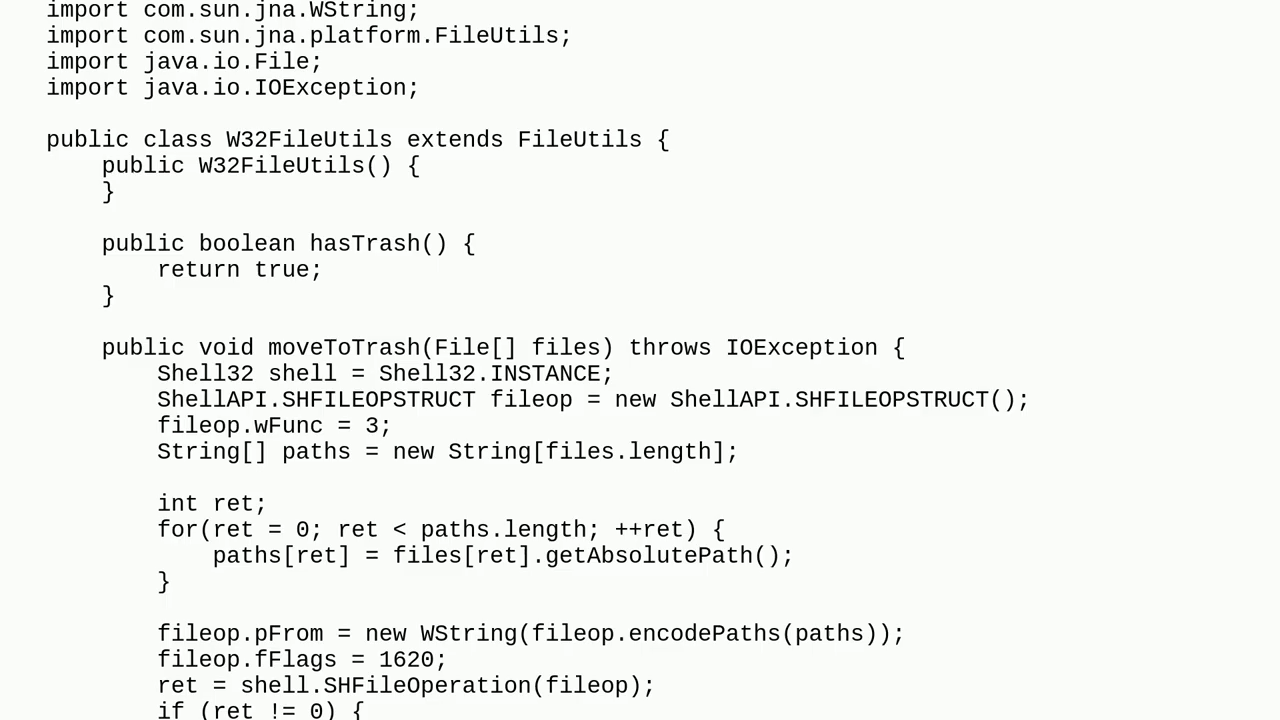 import com.sun.jna.WString;
import com.sun.jna.platform.FileUtils;
import java.io.File;
import java.io.IOException;

public class W32FileUtils extends FileUtils {
    public W32FileUtils() {
    }

    public boolean hasTrash() {
        return true;
    }

    public void moveToTrash(File[] files) throws IOException {
        Shell32 shell = Shell32.INSTANCE;
        ShellAPI.SHFILEOPSTRUCT fileop = new ShellAPI.SHFILEOPSTRUCT();
        fileop.wFunc = 3;
        String[] paths = new String[files.length];

        int ret;
        for(ret = 0; ret < paths.length; ++ret) {
            paths[ret] = files[ret].getAbsolutePath();
        }

        fileop.pFrom = new WString(fileop.encodePaths(paths));
        fileop.fFlags = 1620;
        ret = shell.SHFileOperation(fileop);
        if (ret != 0) {